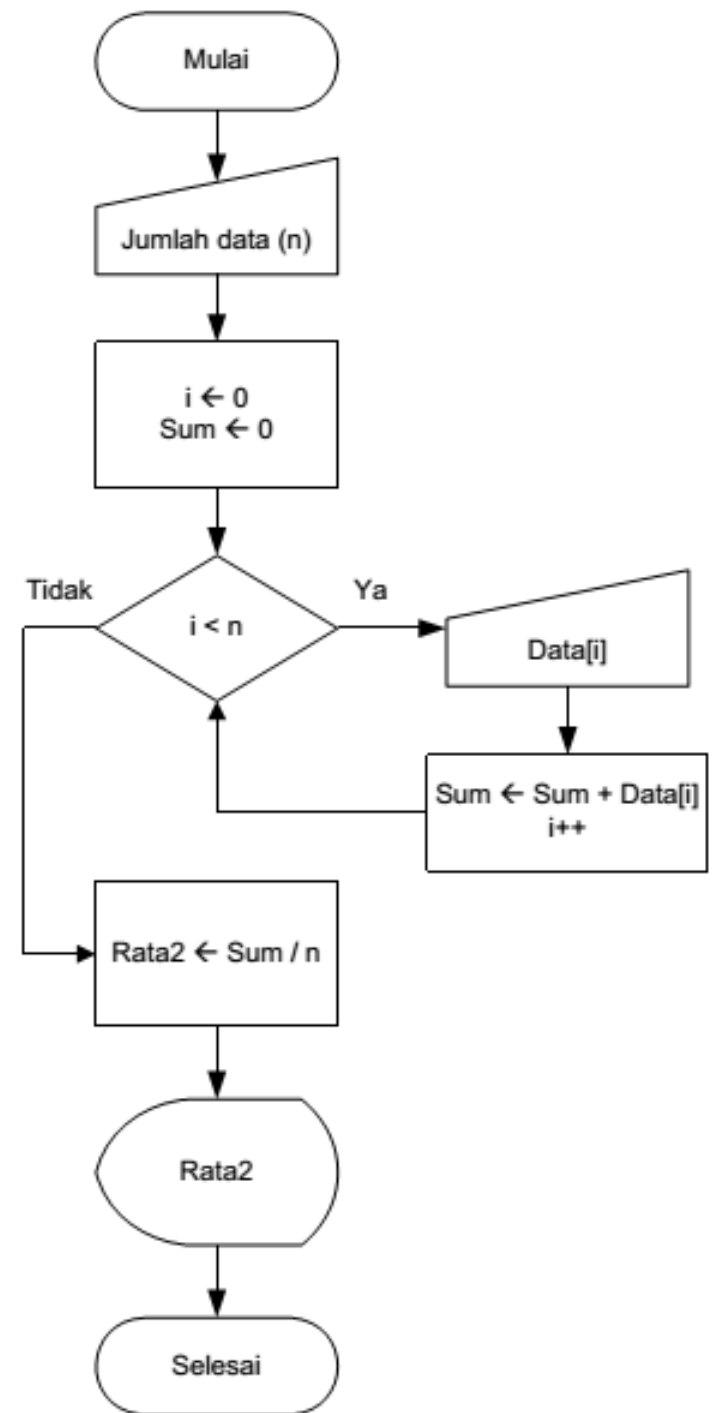 Mulai
Jumlah data (n)
i ← 0
Sum ← 0
Tidak
Ya
i < n
Data[i]
Sum ← Sum + Data[i]
i++
Rata2 ← Sum / n
Rata2
Selesai